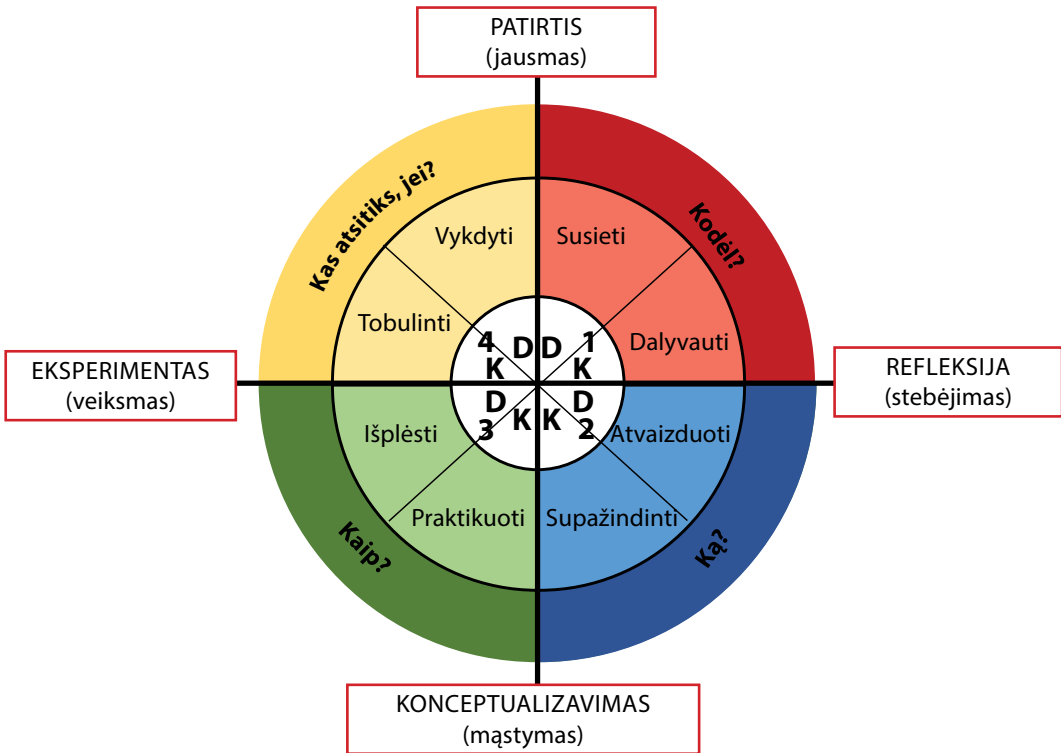 PATIRTIS
(jausmas)
Kas atsitiks, jei?
Kodėl?
Vykdyti
Susieti
Tobulinti
Dalyvauti
4 D D 1
K K
EKSPERIMENTAS
(veiksmas)
REFLEKSIJA
(stebėjimas)
D D
3 K K 2
Išplėsti
Atvaizduoti
Praktikuoti
Supažindinti
Kaip?
Ką?
KONCEPTUALIZAVIMAS
(mąstymas)